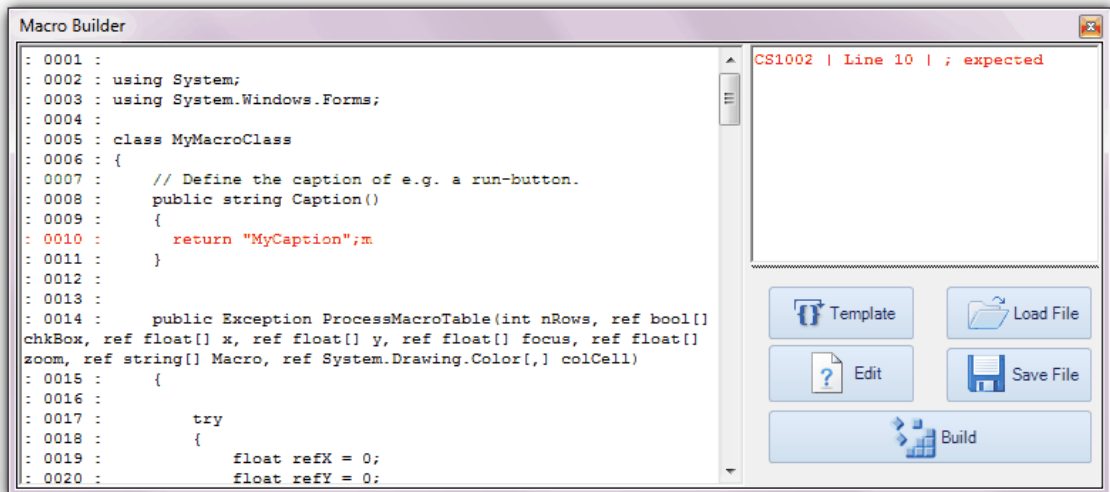 Macro Builder
: 0001 :
: 0002 : using System;
: 0003 : using System.Windows.Forms;
: 0004 :
: 0005 : class MyMacroClass
: 0006 : {
: 0007 :     // Define the caption of e.g. a run-button.
: 0008 :     public string Caption()
: 0009 :     {
: 0010 :       return "MyCaption";m
: 0011 :     }
: 0012 :
: 0013 :
: 0014 :     public Exception ProcessMacroTable(int nRows, ref bool[]
chkBox, ref float[] x, ref float[] y, ref float[] focus, ref float[]
zoom, ref string[] Macro, ref System.Drawing.Color[,] colCell)
: 0015 :     {
: 0016 :
: 0017 :         try
: 0018 :         {
: 0019 :             float refX = 0;
: 0020 :             float refY = 0;
CS1002 | Line 10 | ; expected
Template
Load File
Edit
Save File
Build